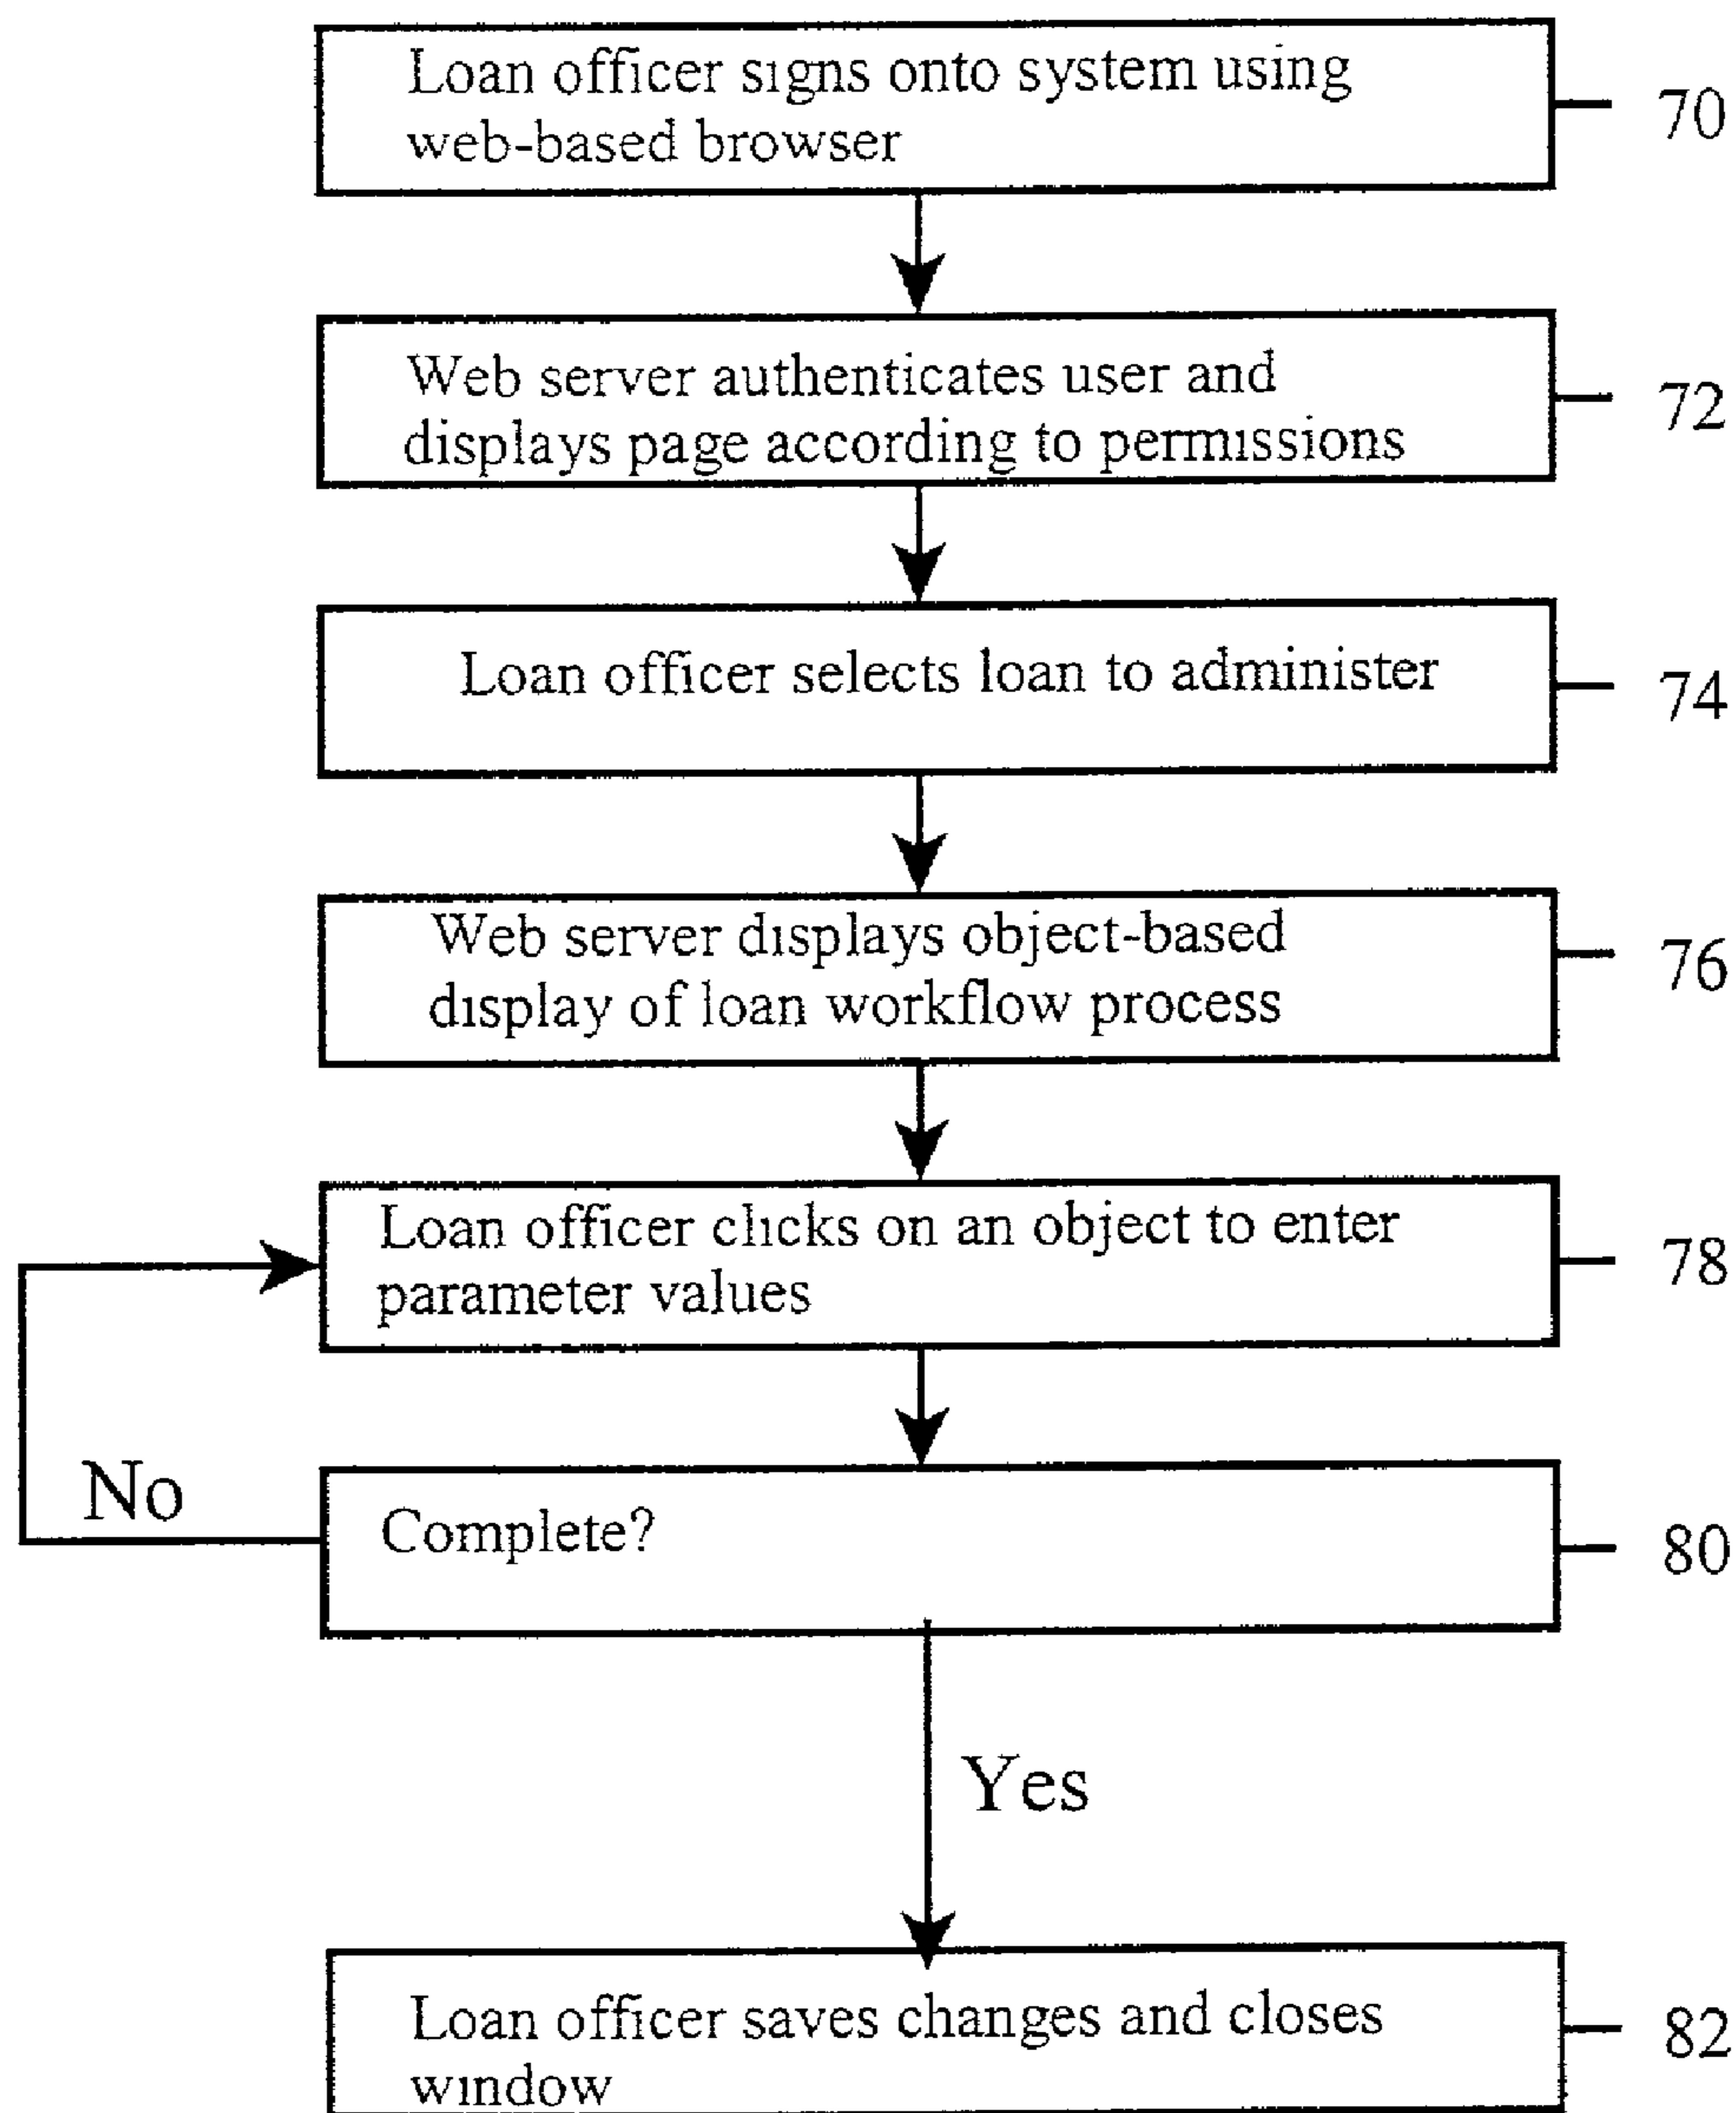 Loan officer signs onto system using
web-based browser
70
Web server authenticates user and
displays page according to permissions
72
Loan officer selects loan to administer
74
Web server displays object-based
display of loan workflow process
76
Loan officer clicks on an object to enter
parameter values
78
No
Complete?
80
Yes
Loan officer saves changes and closes
window
82